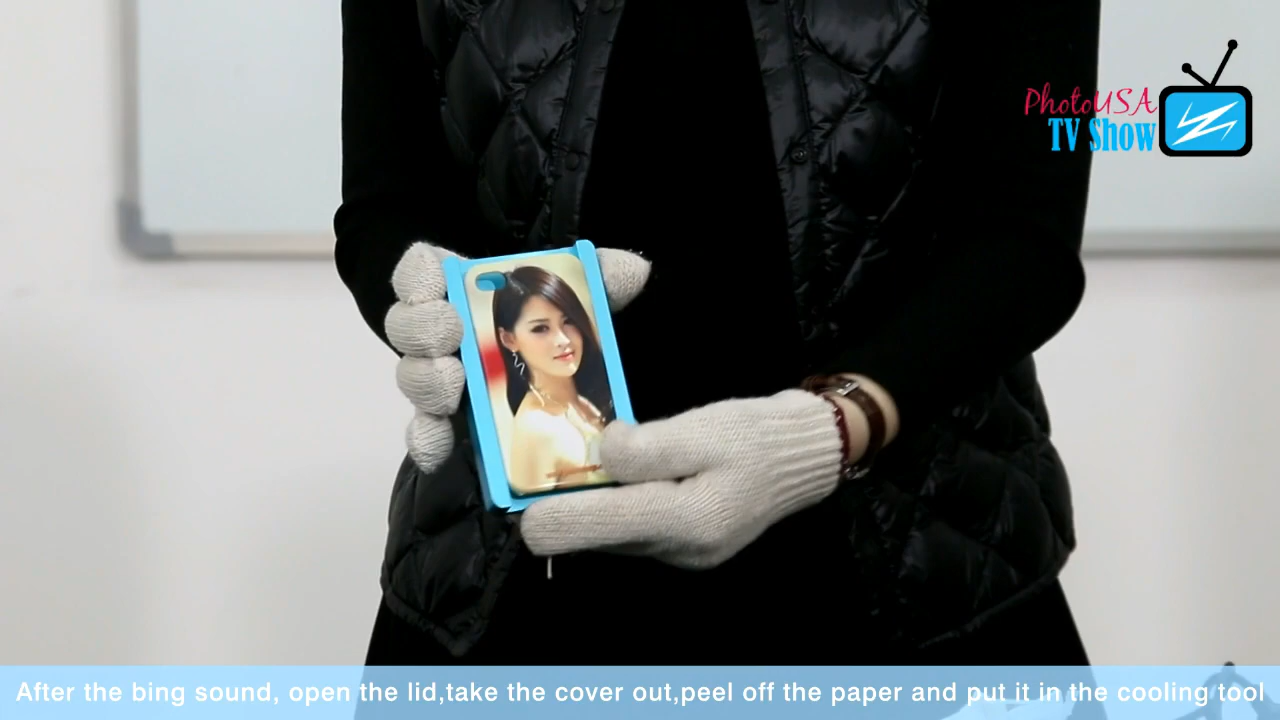 PhotoUSA
TV Show
After the bing sound, open the lid,take the cover out,peel off the paper and put it in the cooling tool